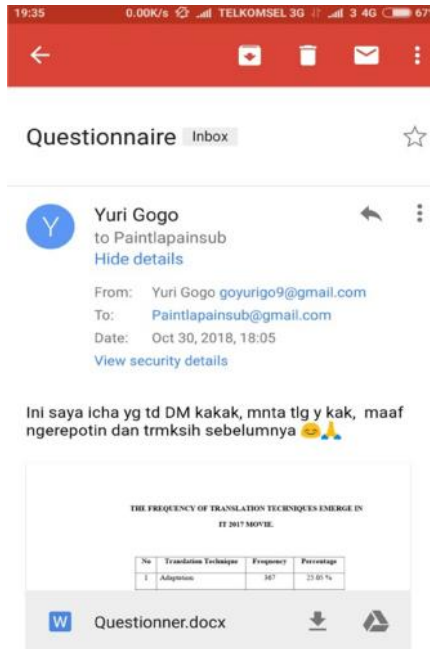 19:35 0.00K/s TELKOMSEL 3G 3 4G 67
Questionnaire Inbox
Y
Yuri Gogo
to Paintlapainsub
Hide details
From: Yuri Gogo goyurigo9@gmail.com
To: Paintlapainsub@gmail.com
Date: Oct 30, 2018, 18:05
View security details
Ini saya icha yg td DM kakak, mnta tlg y kak, maaf
ngerepotin dan trmksih sebelumnya 😊🙏
THE FREQUENCY OF TRANSLATION TECHNIQUES EMERGE IN
IT 2017 MOVIE.
No Translation Technique Frequency Percentage
1 Adaptation 367 25.05 %
W Questionner.docx